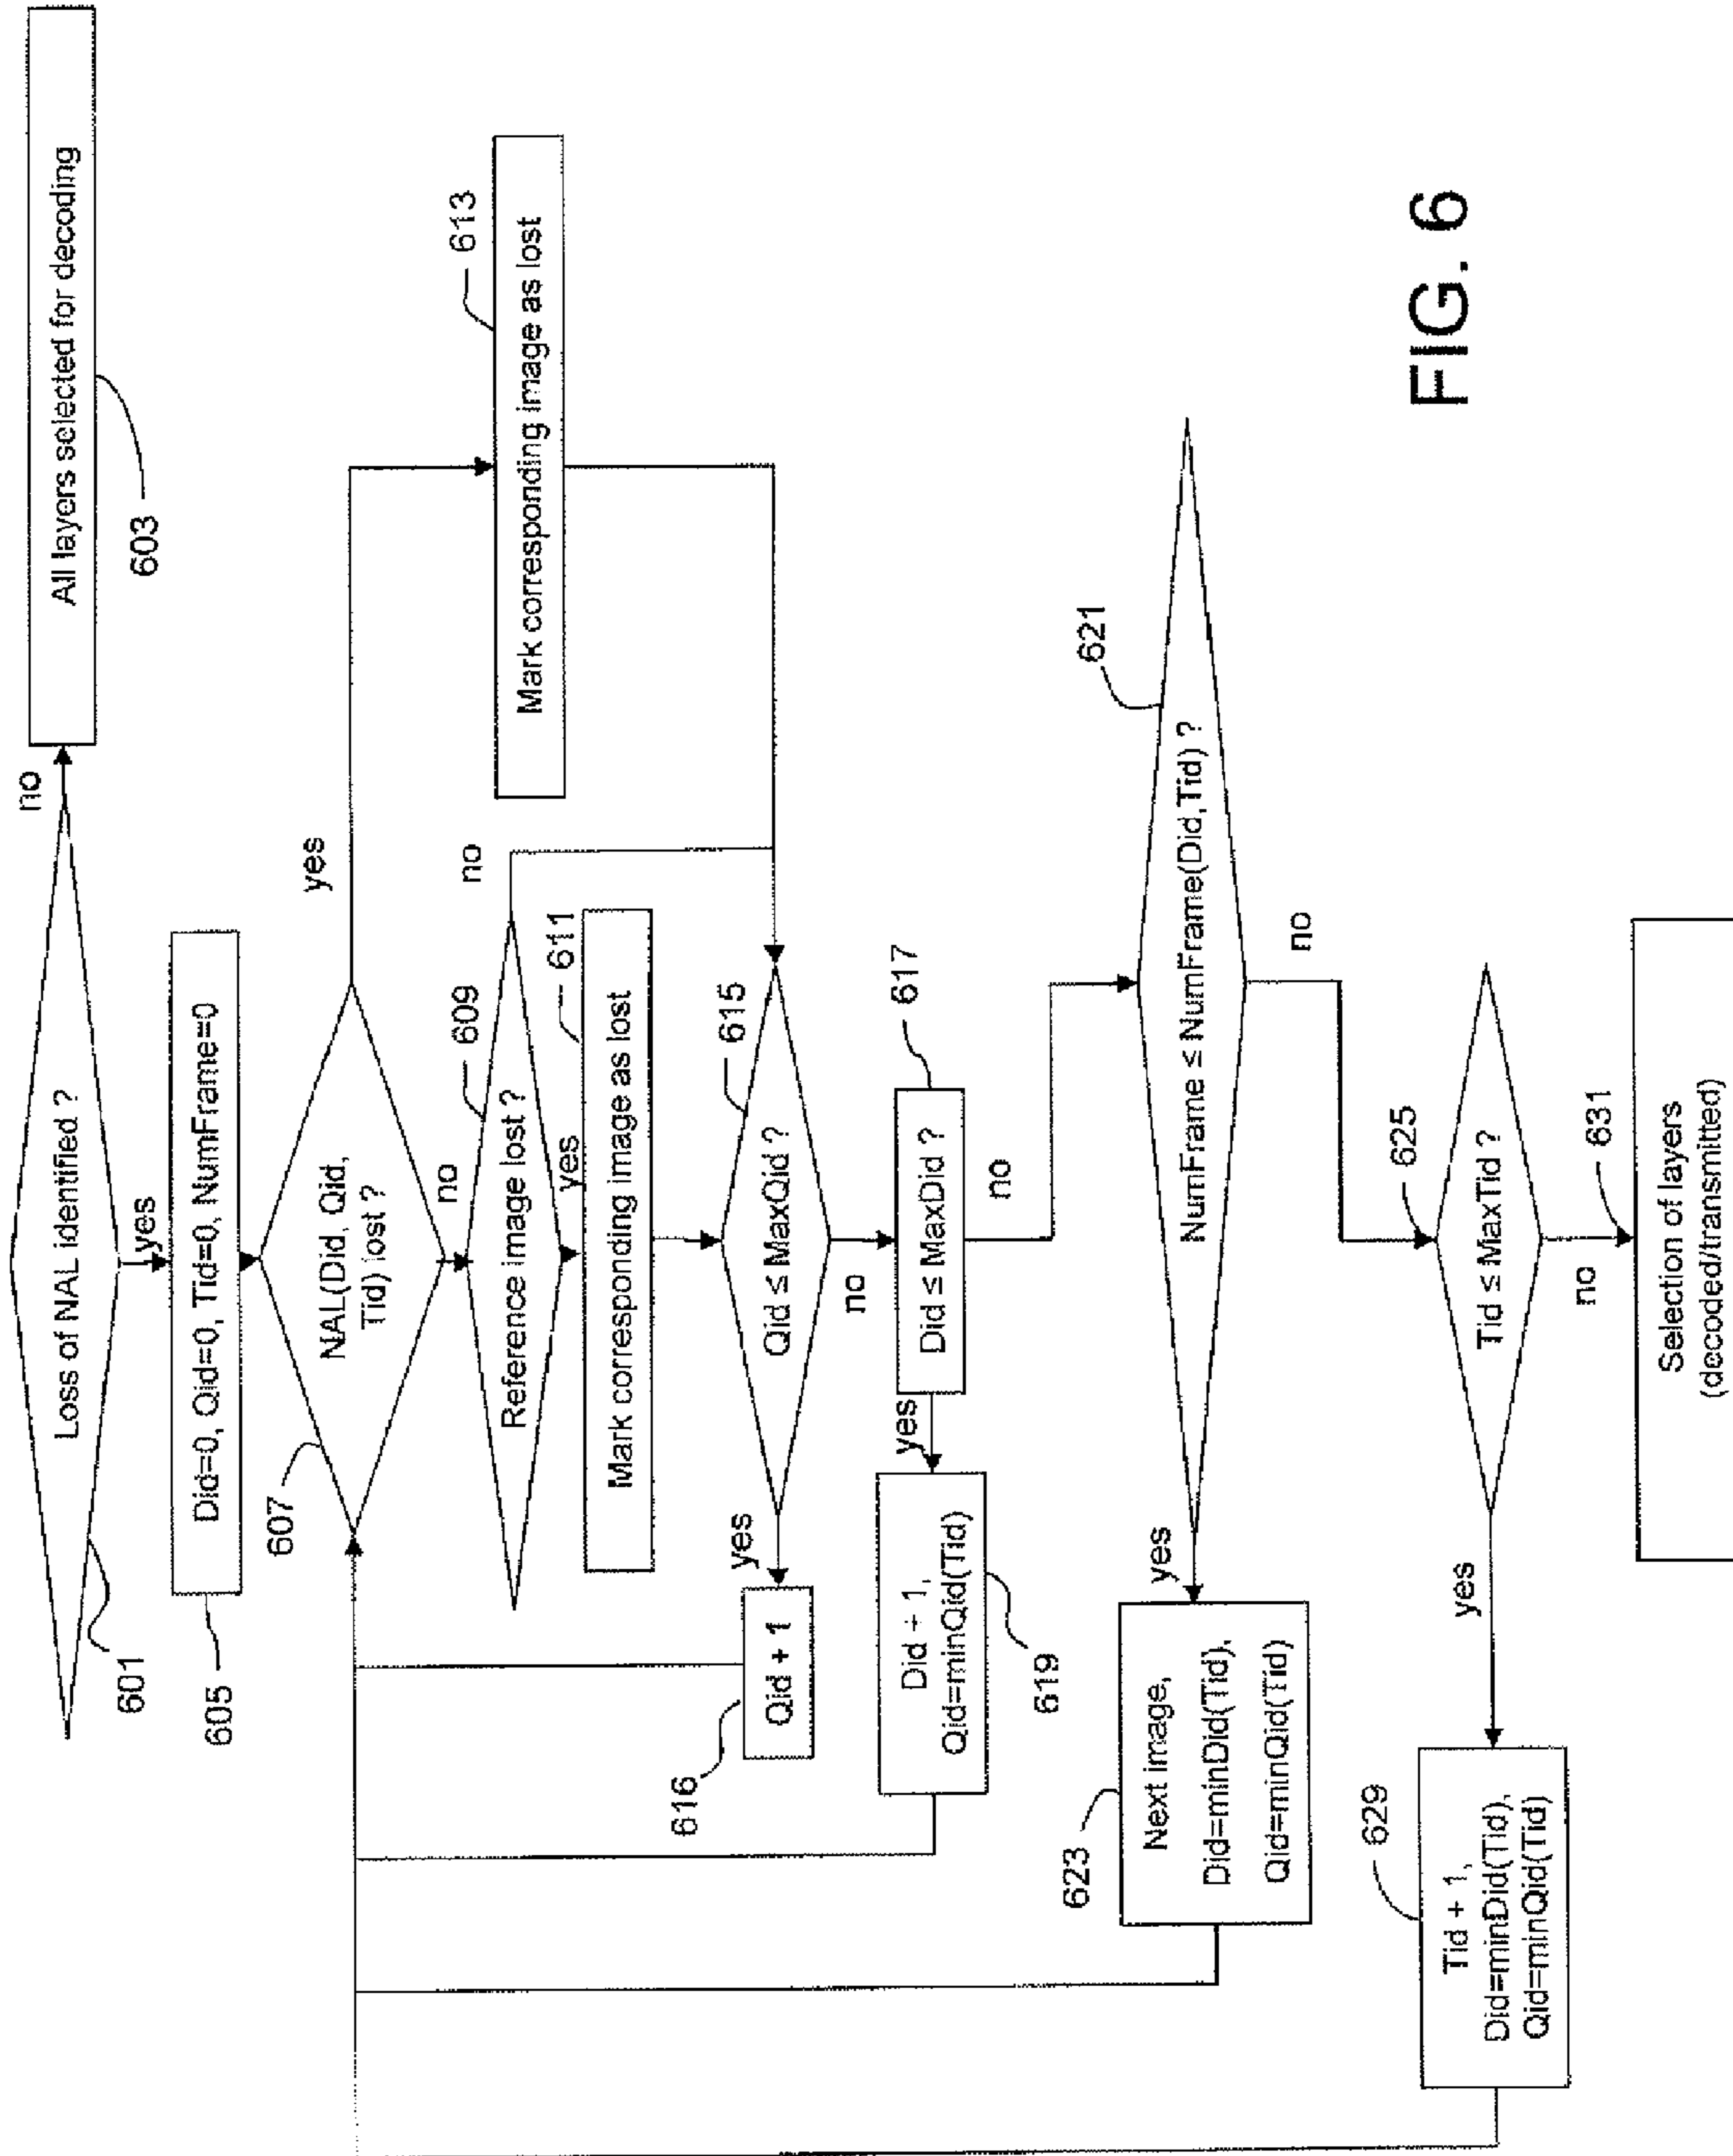 Loss of NAL identified ?
601
no
All layers selected for decoding
603
yes
Did=0, Qid=0, Tid=0, NumFrame=0
605
NAL(Did, Qid,
Tid) lost ?
607
yes
Mark corresponding image as lost
613
no
Reference image lost ?
609
no
yes
Mark corresponding image as lost
611
Qid ≤ MaxQid ?
615
yes
Qid + 1
616
no
Did ≤ MaxDid ?
617
yes
Did + 1,
Qid=minQid(Tid)
619
no
NumFrame ≤ NumFrame(Did,Tid) ?
621
yes
Next image,
Did=minDid(Tid),
Qid=minQid(Tid)
623
no
Tid ≤ MaxTid ?
625
yes
Tid + 1,
Did=minDid(Tid),
Qid=minQid(Tid)
629
no
Selection of layers
(decoded/transmitted)
631
FIG. 6